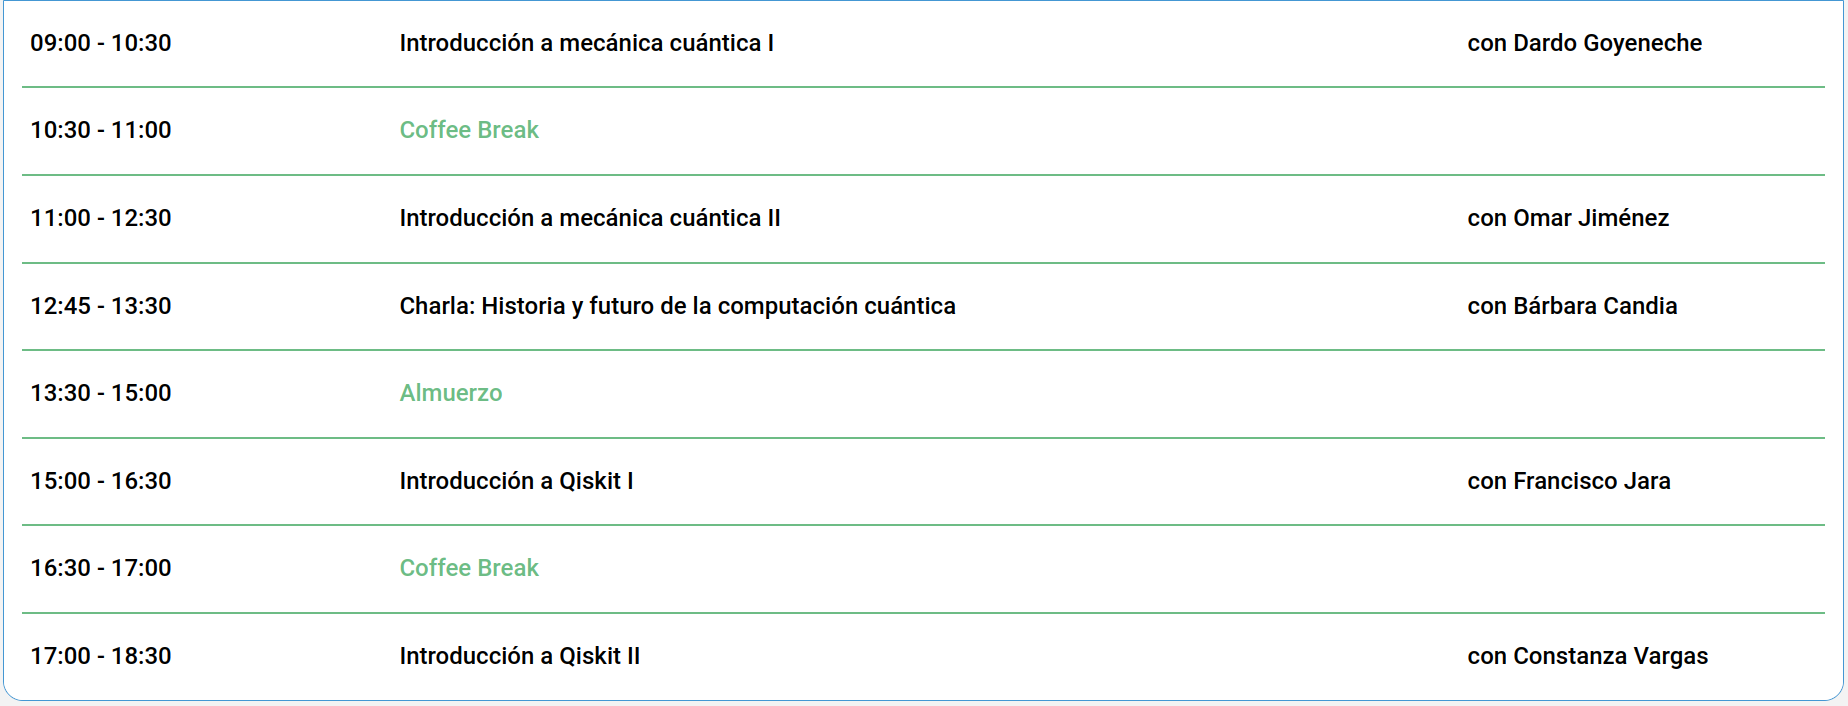 09:00 - 10:30 Introducción a mecánica cuántica I con Dardo Goyeneche
10:30 - 11:00 Coffee Break
11:00 - 12:30 Introducción a mecánica cuántica II con Omar Jiménez
12:45 - 13:30 Charla: Historia y futuro de la computación cuántica con Bárbara Candia
13:30 - 15:00 Almuerzo
15:00 - 16:30 Introducción a Qiskit I con Francisco Jara
16:30 - 17:00 Coffee Break
17:00 - 18:30 Introducción a Qiskit II con Constanza Vargas